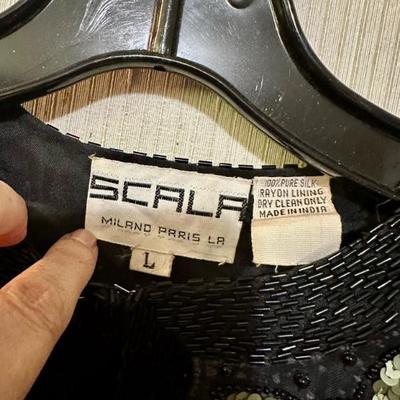 SCALA
MILANO PARIS LA
L
100% PURE SILK
RAYON LINING
DRY CLEAN ONLY
MADE IN INDIA